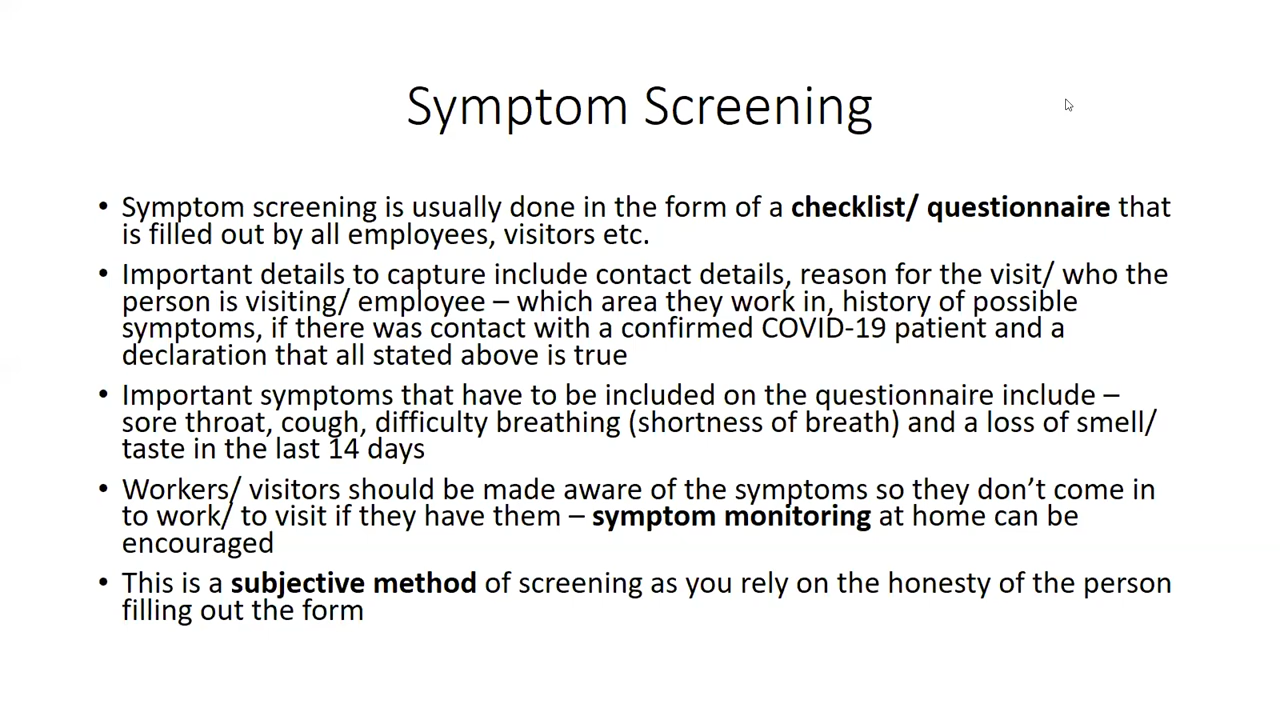 Symptom Screening
• Symptom screening is usually done in the form of a checklist/ questionnaire that
is filled out by all employees, visitors etc.
• Important details to capture include contact details, reason for the visit/ who the
person is visiting/ employee – which area they work in, history of possible
symptoms, if there was contact with a confirmed COVID-19 patient and a
declaration that all stated above is true
• Important symptoms that have to be included on the questionnaire include –
sore throat, cough, difficulty breathing (shortness of breath) and a loss of smell/
taste in the last 14 days
• Workers/ visitors should be made aware of the symptoms so they don’t come in
to work/ to visit if they have them – symptom monitoring at home can be
encouraged
• This is a subjective method of screening as you rely on the honesty of the person
filling out the form